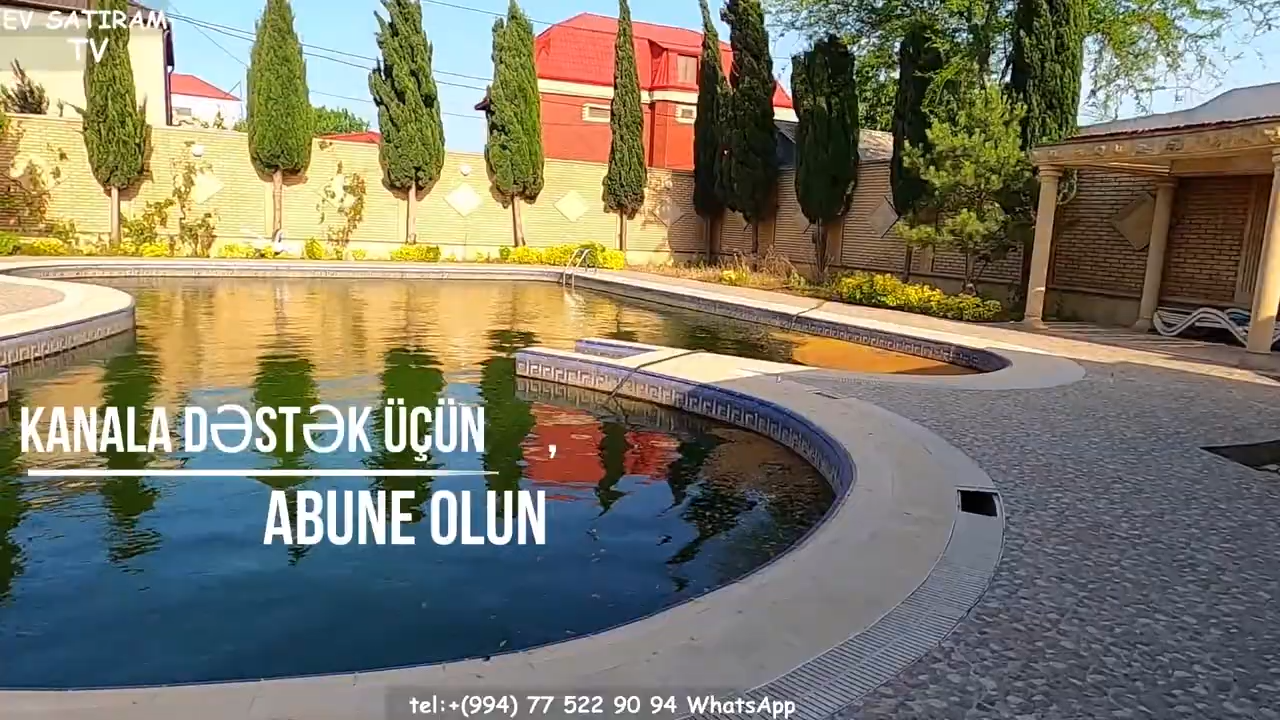 EV SATIRAM
TV
KANALA DƏSTƏK ÜÇÜN ,
ABUNE OLUN
tel:+(994) 77 522 90 94 WhatsApp